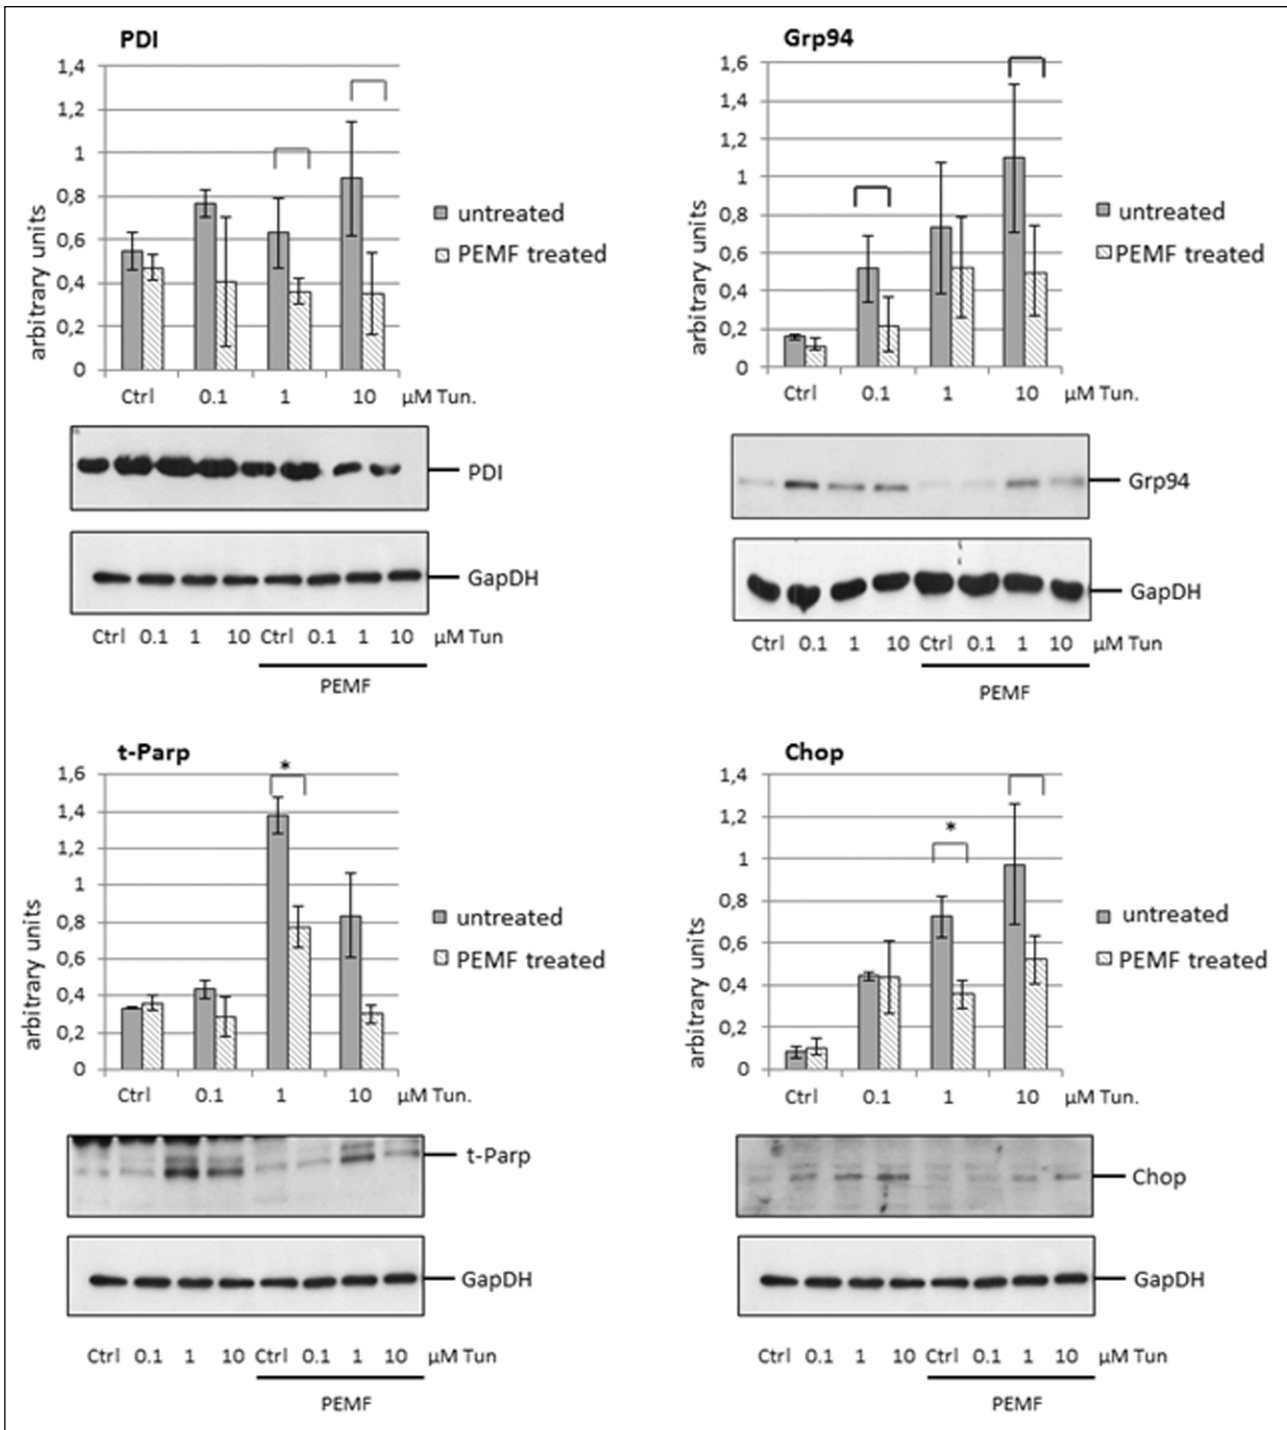 PDI
1,4
1,2
1
0,8
0,6
0,4
0,2
0
arbitrary units
untreated
PEMF treated
Ctrl 0.1 1 10 μM Tun.
PDI
GapDH
Ctrl 0.1 1 10 Ctrl 0.1 1 10 μM Tun
PEMF
Grp94
1,6
1,4
1,2
1
0,8
0,6
0,4
0,2
0
arbitrary units
untreated
PEMF treated
Ctrl 0.1 1 10 μM Tun.
Grp94
GapDH
Ctrl 0.1 1 10 Ctrl 0.1 1 10 μM Tun
PEMF
t-Parp
1,6
1,4
1,2
1
0,8
0,6
0,4
0,2
0
arbitrary units
*
untreated
PEMF treated
Ctrl 0.1 1 10 μM Tun.
t-Parp
GapDH
Ctrl 0.1 1 10 Ctrl 0.1 1 10 μM Tun
PEMF
Chop
1,4
1,2
1
0,8
0,6
0,4
0,2
0
arbitrary units
*
untreated
PEMF treated
Ctrl 0.1 1 10 μM Tun.
Chop
GapDH
Ctrl 0.1 1 10 Ctrl 0.1 1 10 μM Tun
PEMF